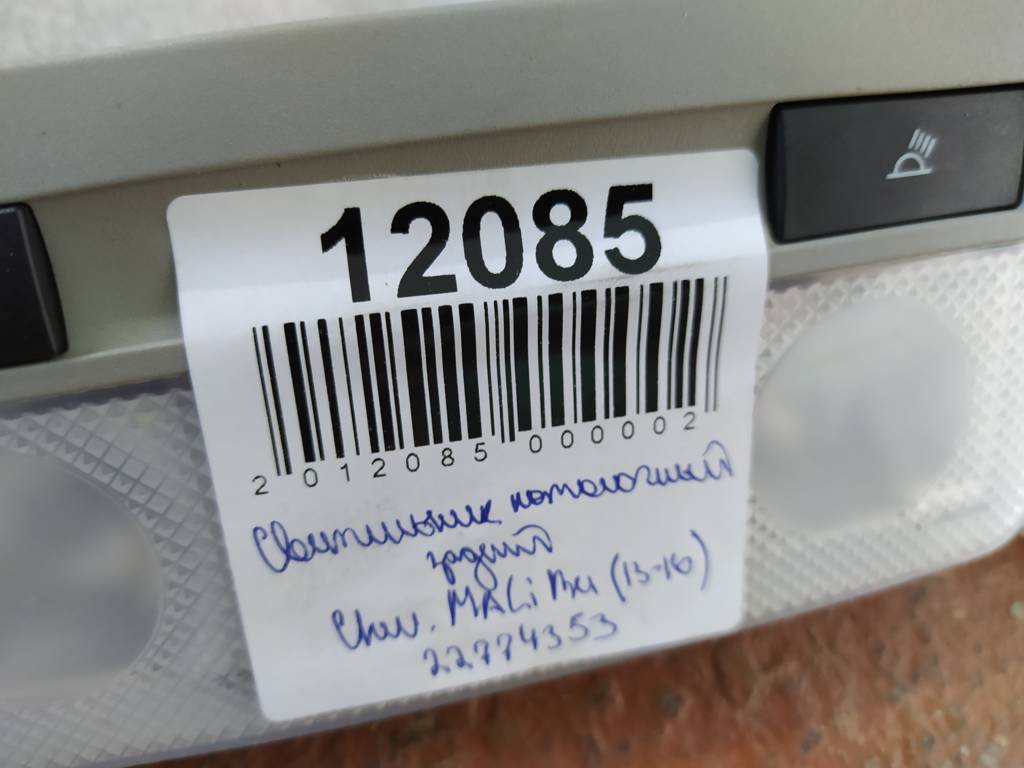 12085
2 012085 000002
Светильник потолочный
задний
Chev. MALiBu (13-16)
22774353